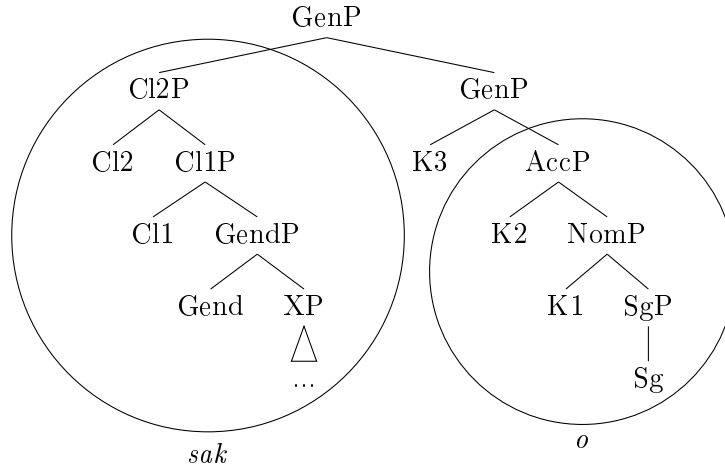 GenP
Cl2P GenP
Cl2 Cl1P K3 AccP
Cl1 GendP K2 NomP
Gend XP K1 SgP
... Sg
sak o